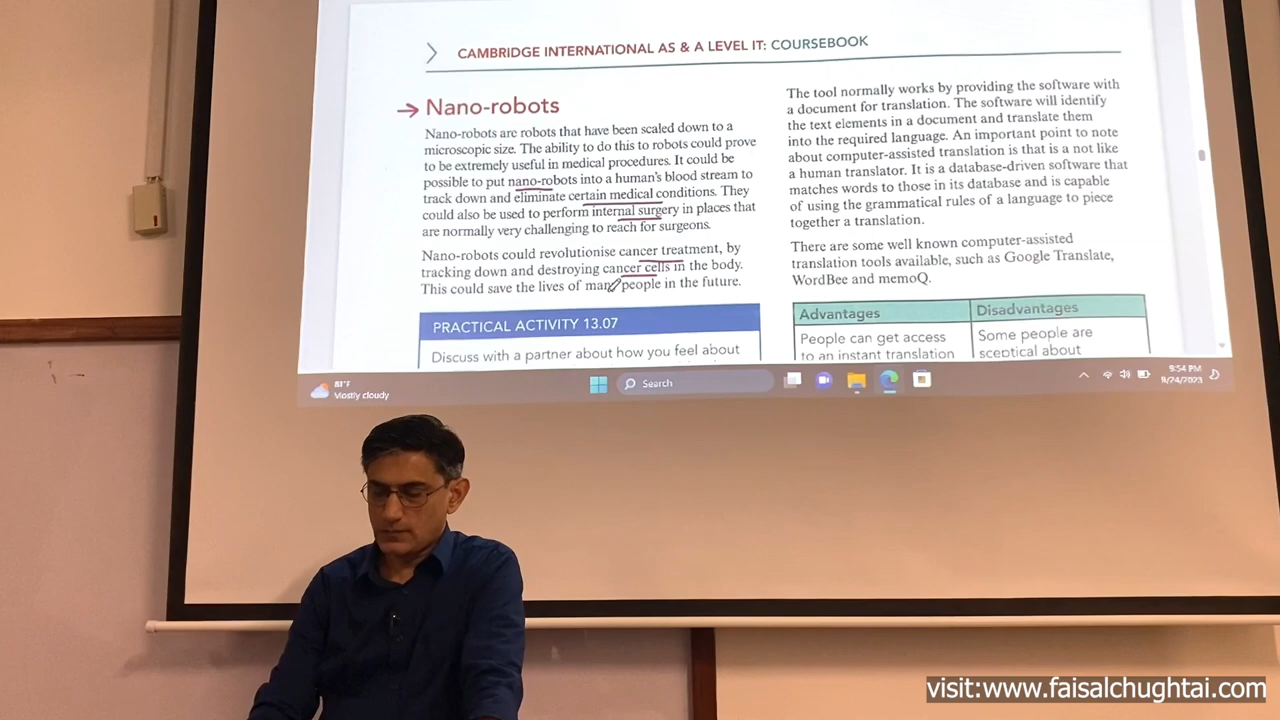 CAMBRIDGE INTERNATIONAL AS & A LEVEL IT: COURSEBOOK
Nano-robots
Nano-robots are robots that have been scaled down to a
microscopic size. The ability to do this to robots could prove
to be extremely useful in medical procedures. It could be
possible to put nano-robots into a human's blood stream to
track down and eliminate certain medical conditions. They
could also be used to perform internal surgery in places that
are normally very challenging to reach for surgeons.
Nano-robots could revolutionise cancer treatment, by
tracking down and destroying cancer cells in the body.
This could save the lives of many people in the future.
PRACTICAL ACTIVITY 13.07
Discuss with a partner about how you feel about
The tool normally works by providing the software with
a document for translation. The software will identify
the text elements in a document and translate them
into the required language. An important point to note
about computer-assisted translation is that is a not like
a human translator. It is a database-driven software that
matches words to those in its database and is capable
of using the grammatical rules of a language to piece
together a translation.
There are some well known computer-assisted
translation tools available, such as Google Translate,
WordBee and memoQ.
Advantages
People can get access
to an instant translation
Disadvantages
Some people are
sceptical about
Mostly cloudy
Search
9:54 PM
8/24/2023
visit:www.faisalchughtai.com